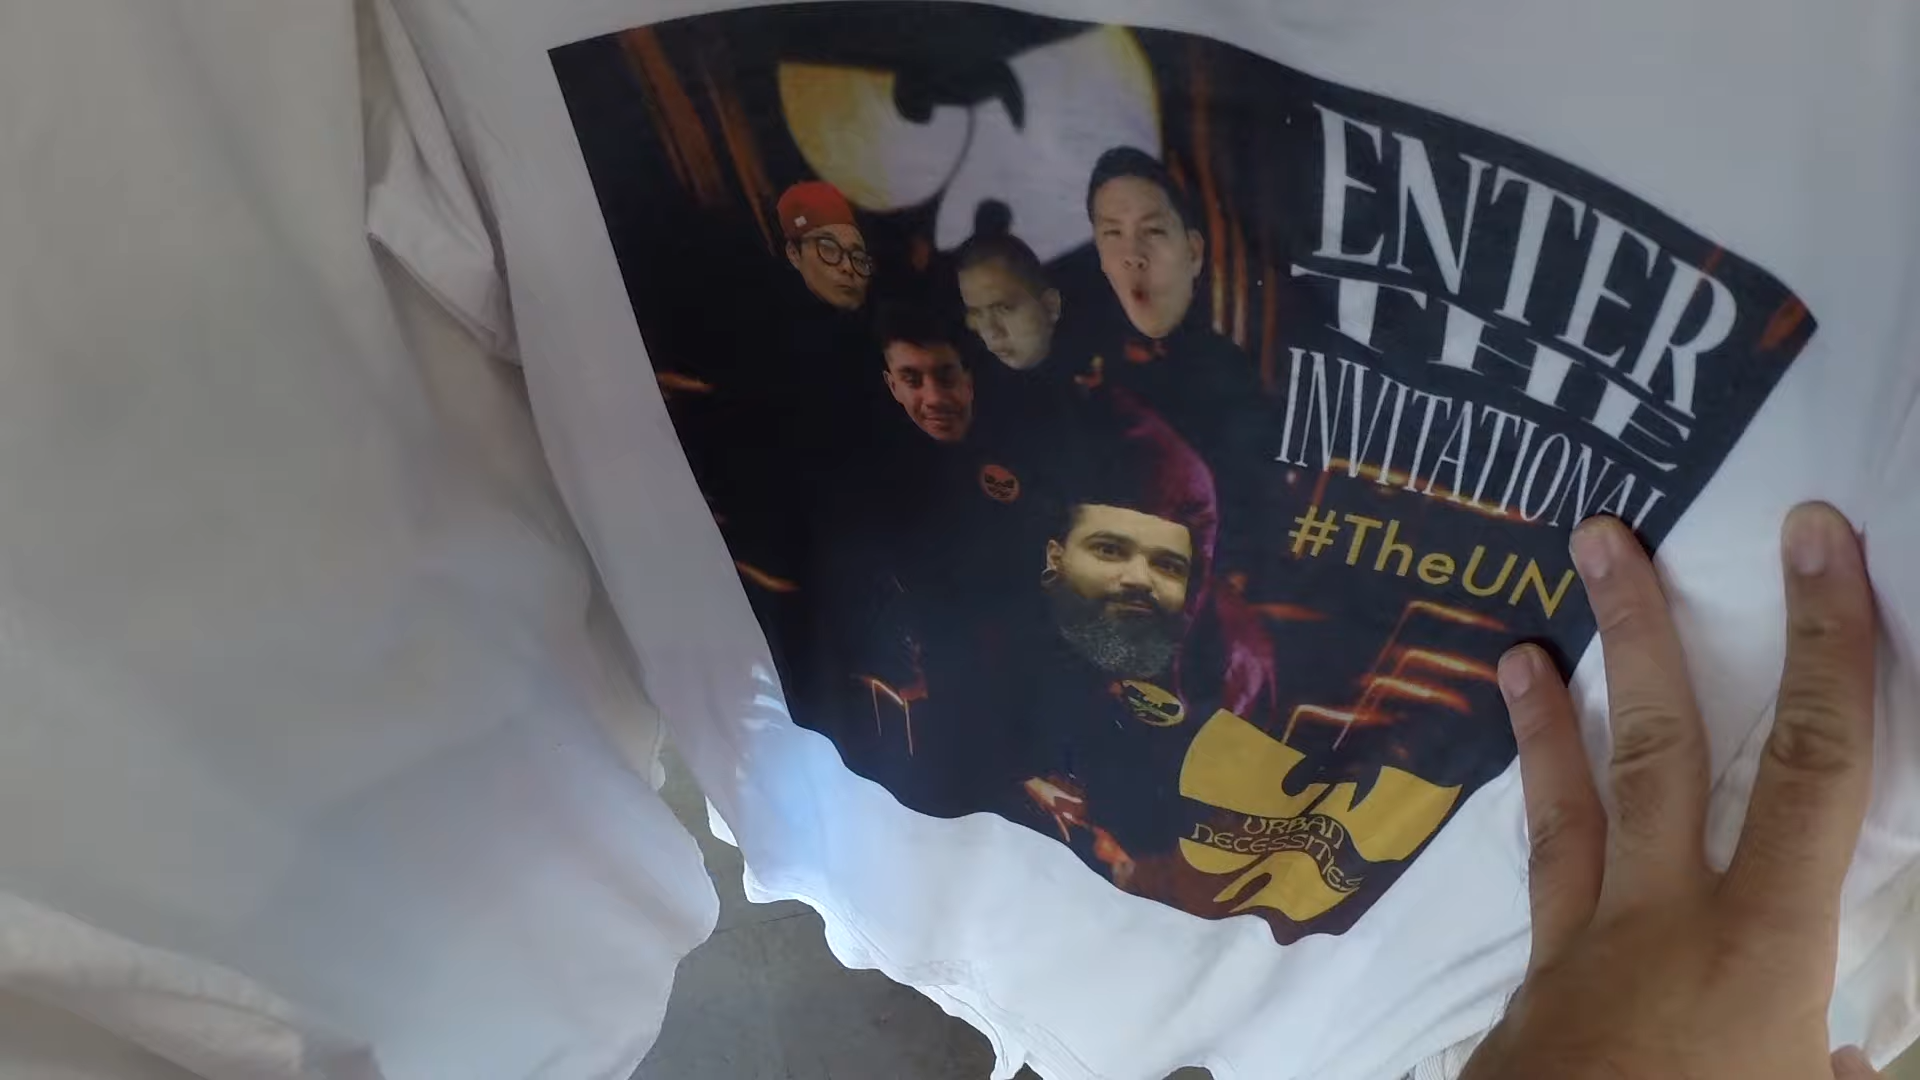 ENTER
THE
INVITATIONAL
#TheUN
URBAN
NECESSITIES